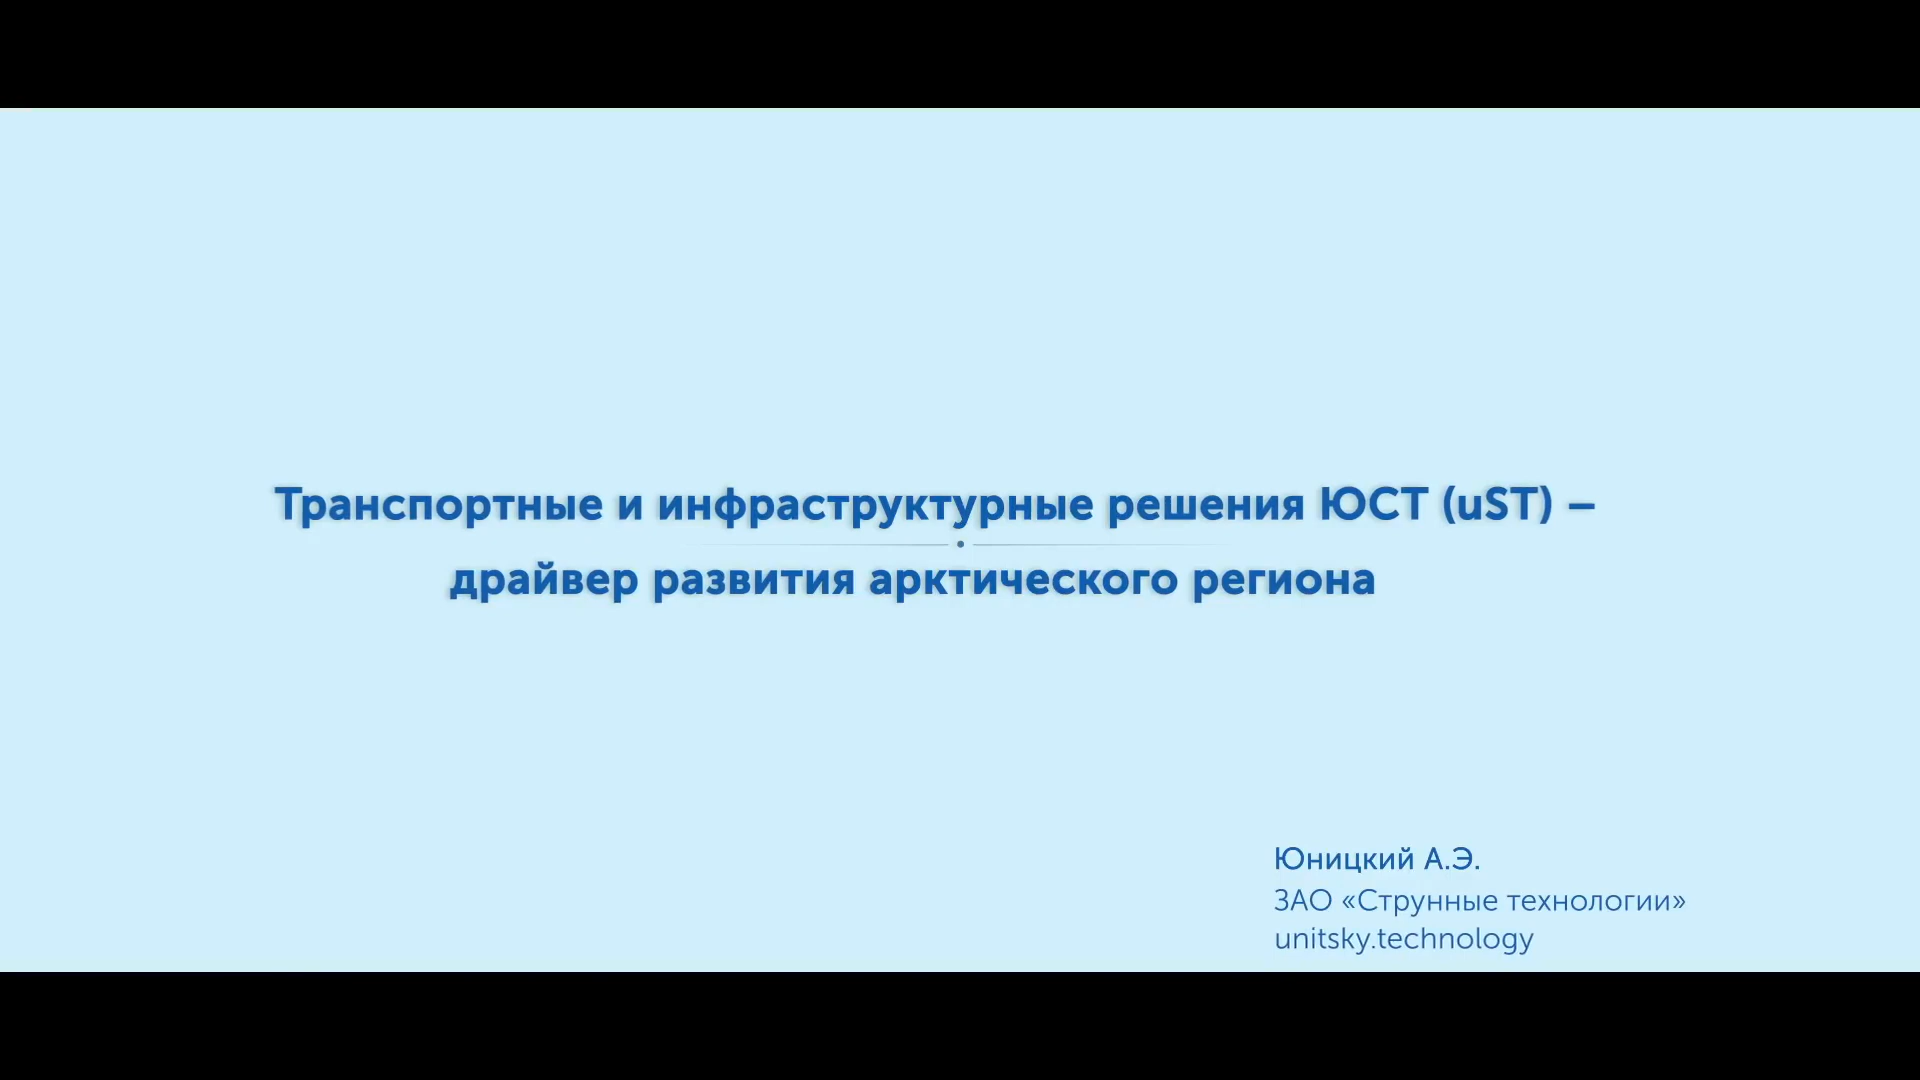 Транспортные и инфраструктурные решения ЮСТ (uST) –
драйвер развития арктического региона
Юницкий А.Э.
ЗАО «Струнные технологии»
unitsky.technology